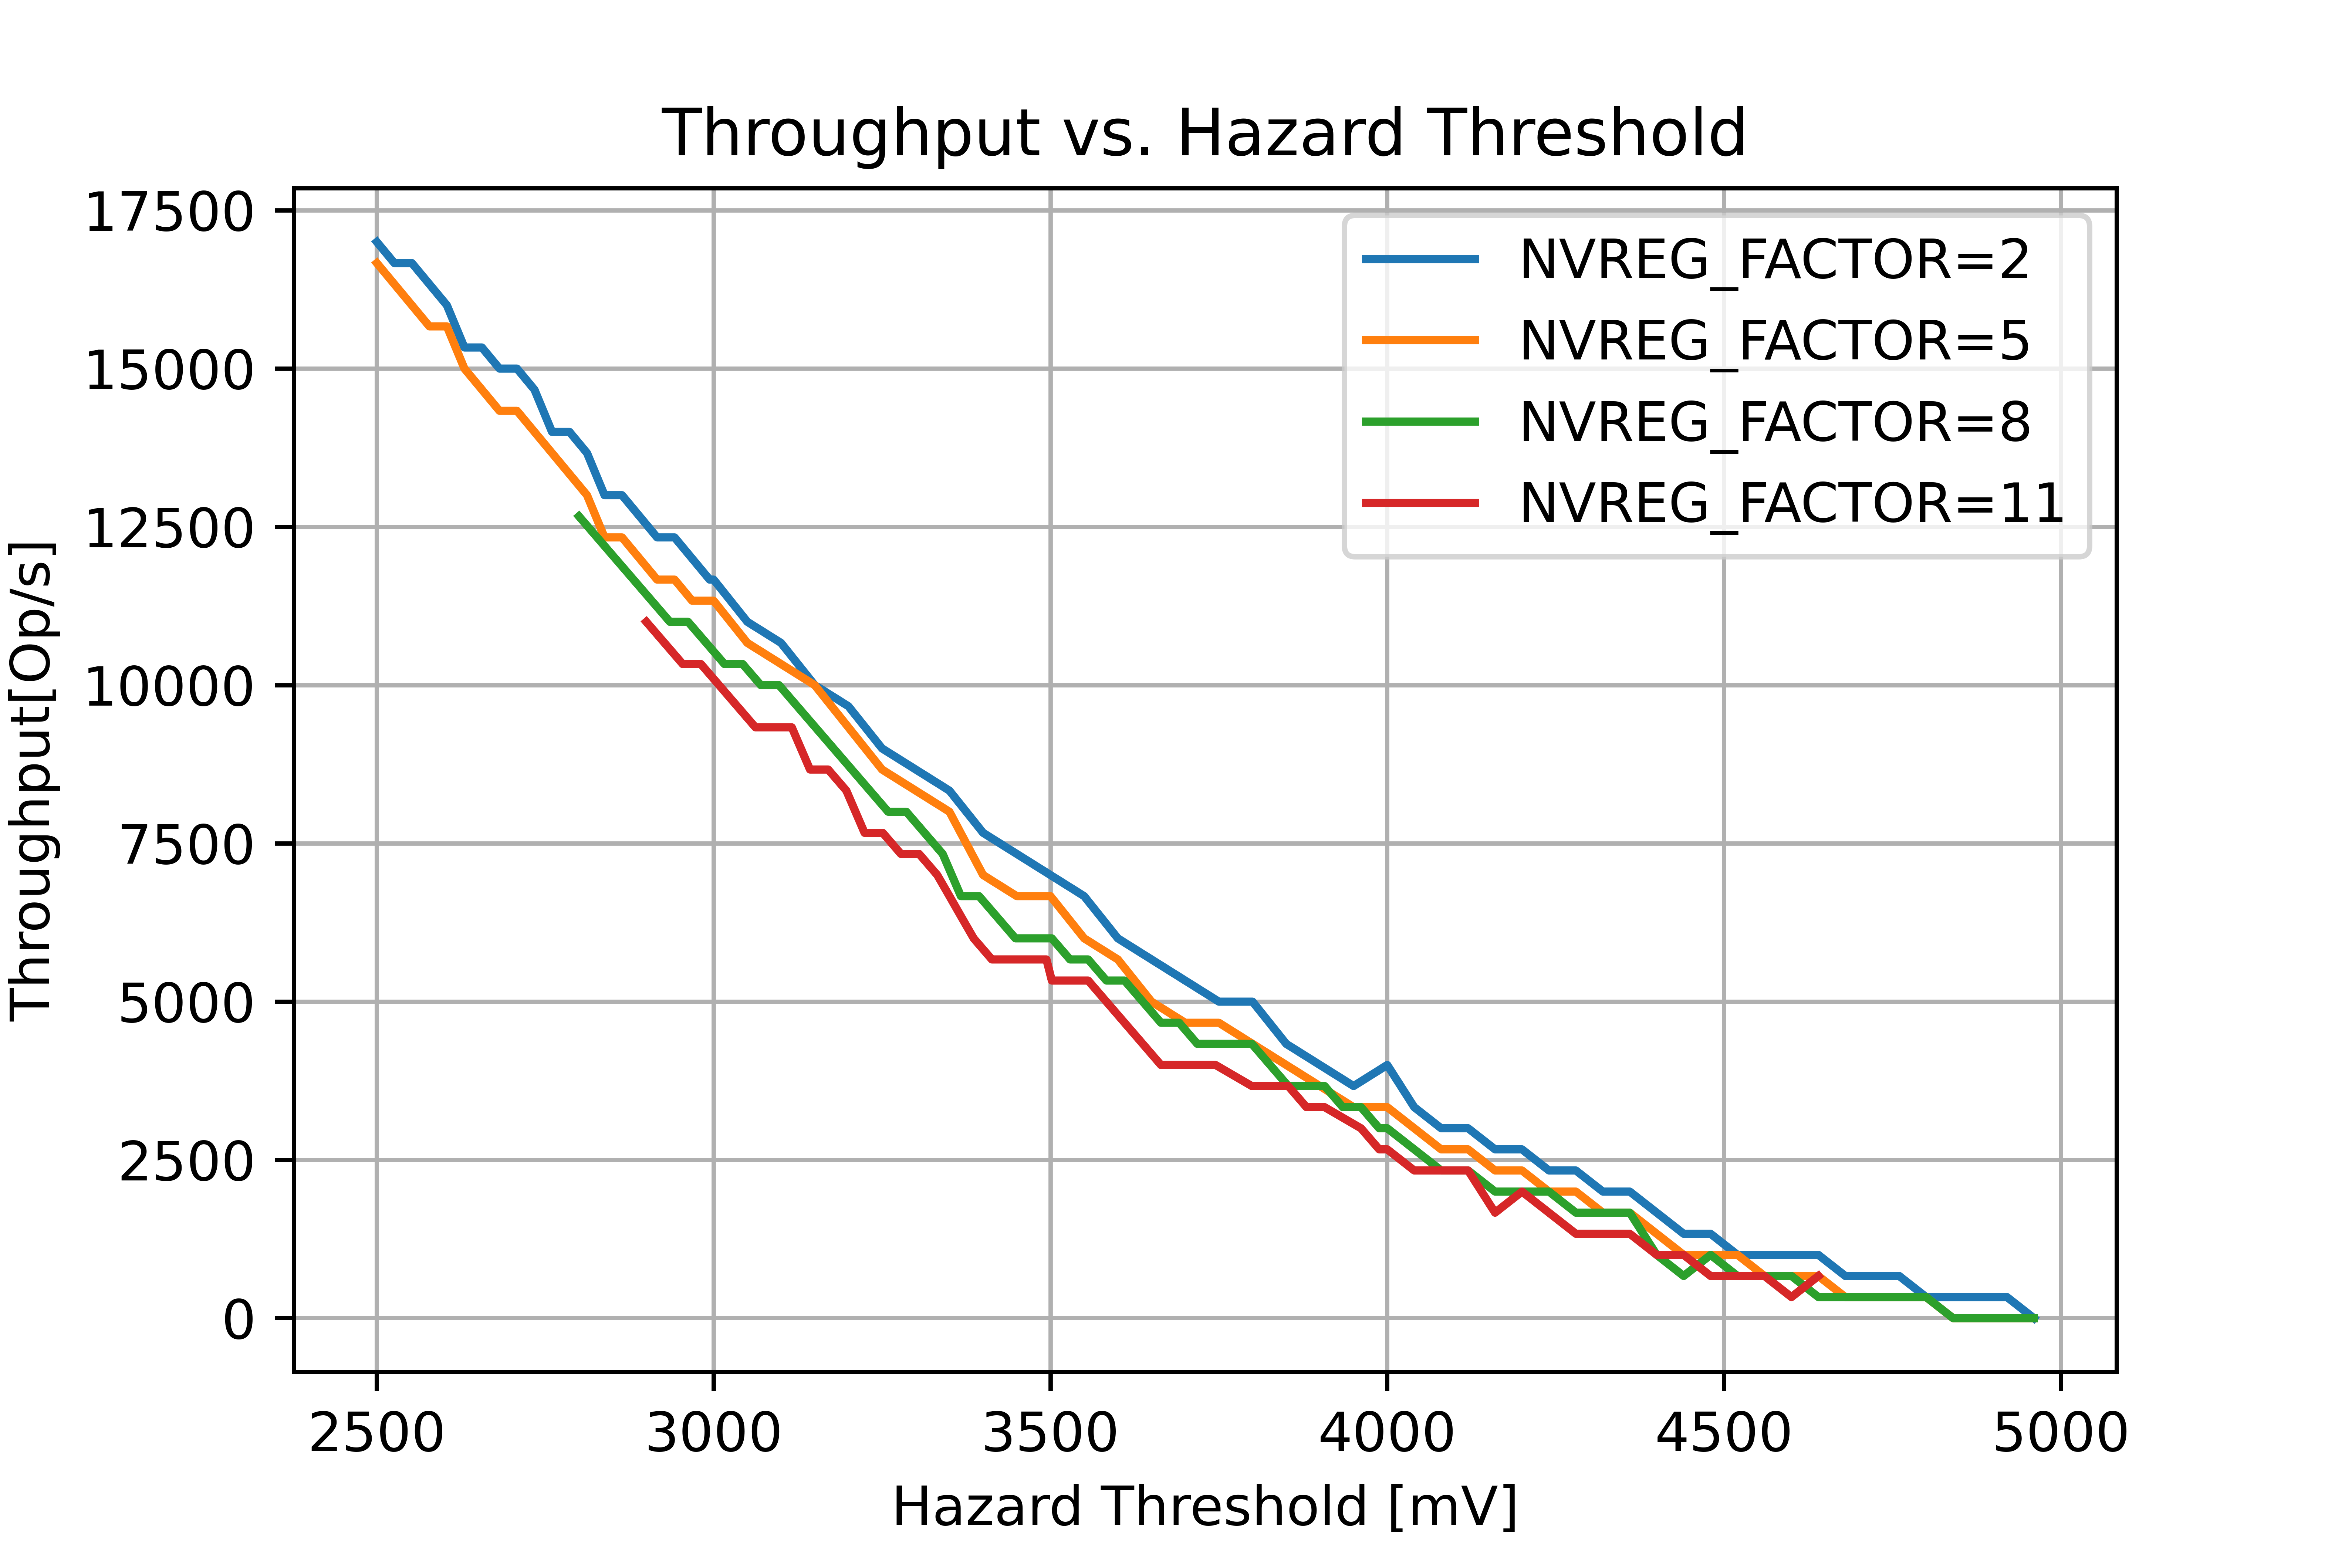 Throughput vs. Hazard Threshold
17500
15000
12500
10000
7500
5000
2500
0
Throughput[Op/s]
NVREG_FACTOR=2
NVREG_FACTOR=5
NVREG_FACTOR=8
NVREG_FACTOR=11
2500 3000 3500 4000 4500 5000
Hazard Threshold [mV]